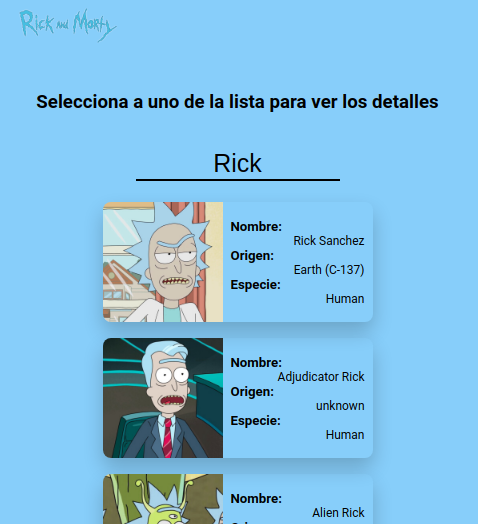 Rick and Morty
Selecciona a uno de la lista para ver los detalles
Rick
Nombre:
Rick Sanchez
Origen:
Earth (C-137)
Especie:
Human
Nombre:
Adjudicator Rick
Origen:
unknown
Especie:
Human
Nombre:
Alien Rick